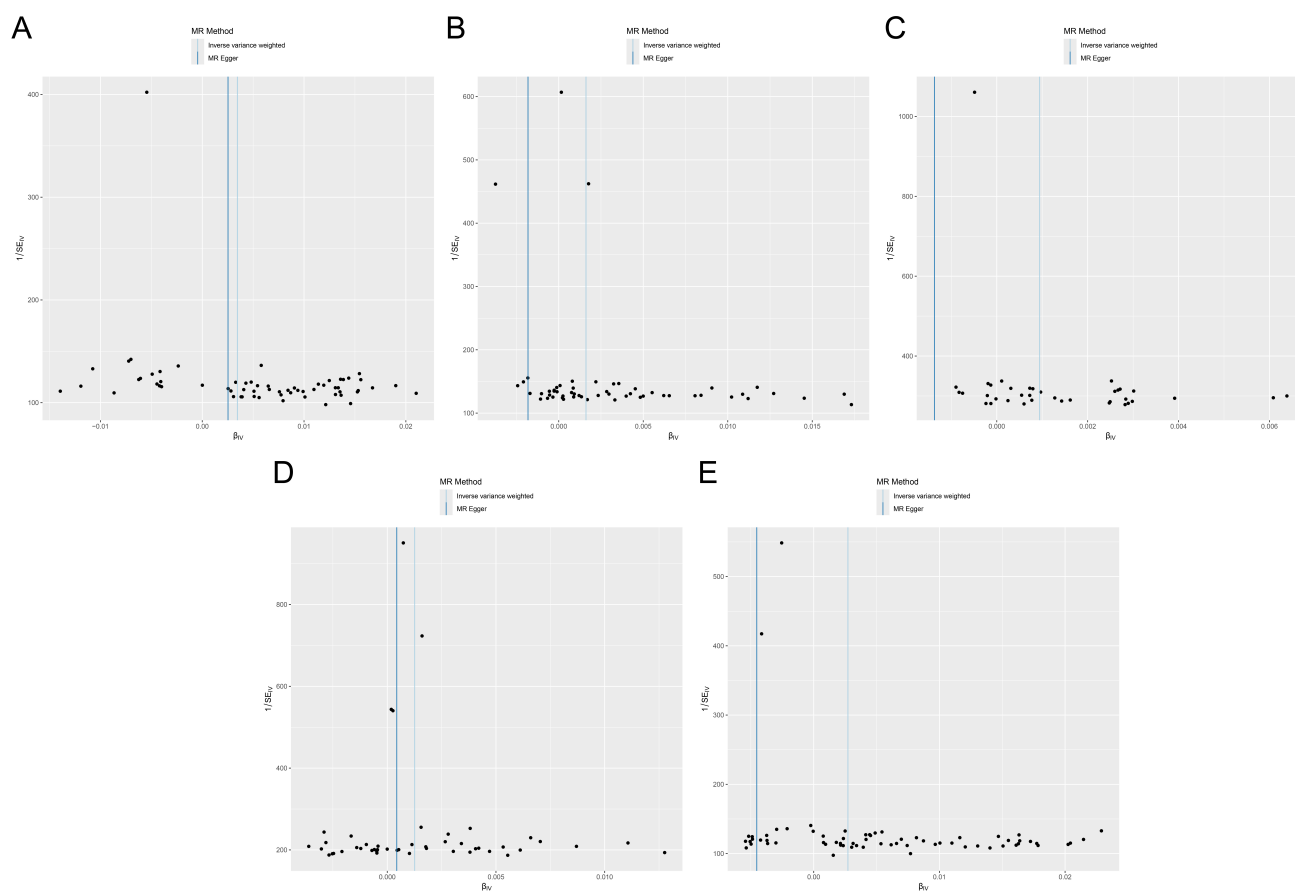 A
MR Method
Inverse variance weighted
MR Egger
400
300
200
100
1/SE_IV
−0.01
0.00
0.01
0.02
β_IV
B
MR Method
Inverse variance weighted
MR Egger
600
500
400
300
200
100
1/SE_IV
0.000
0.005
0.010
0.015
β_IV
C
MR Method
Inverse variance weighted
MR Egger
1000
800
600
400
1/SE_IV
0.000
0.002
0.004
0.006
β_IV
D
MR Method
Inverse variance weighted
MR Egger
800
600
400
200
1/SE_IV
0.000
0.005
0.010
β_IV
E
MR Method
Inverse variance weighted
MR Egger
500
400
300
200
100
1/SE_IV
0.00
0.01
0.02
β_IV